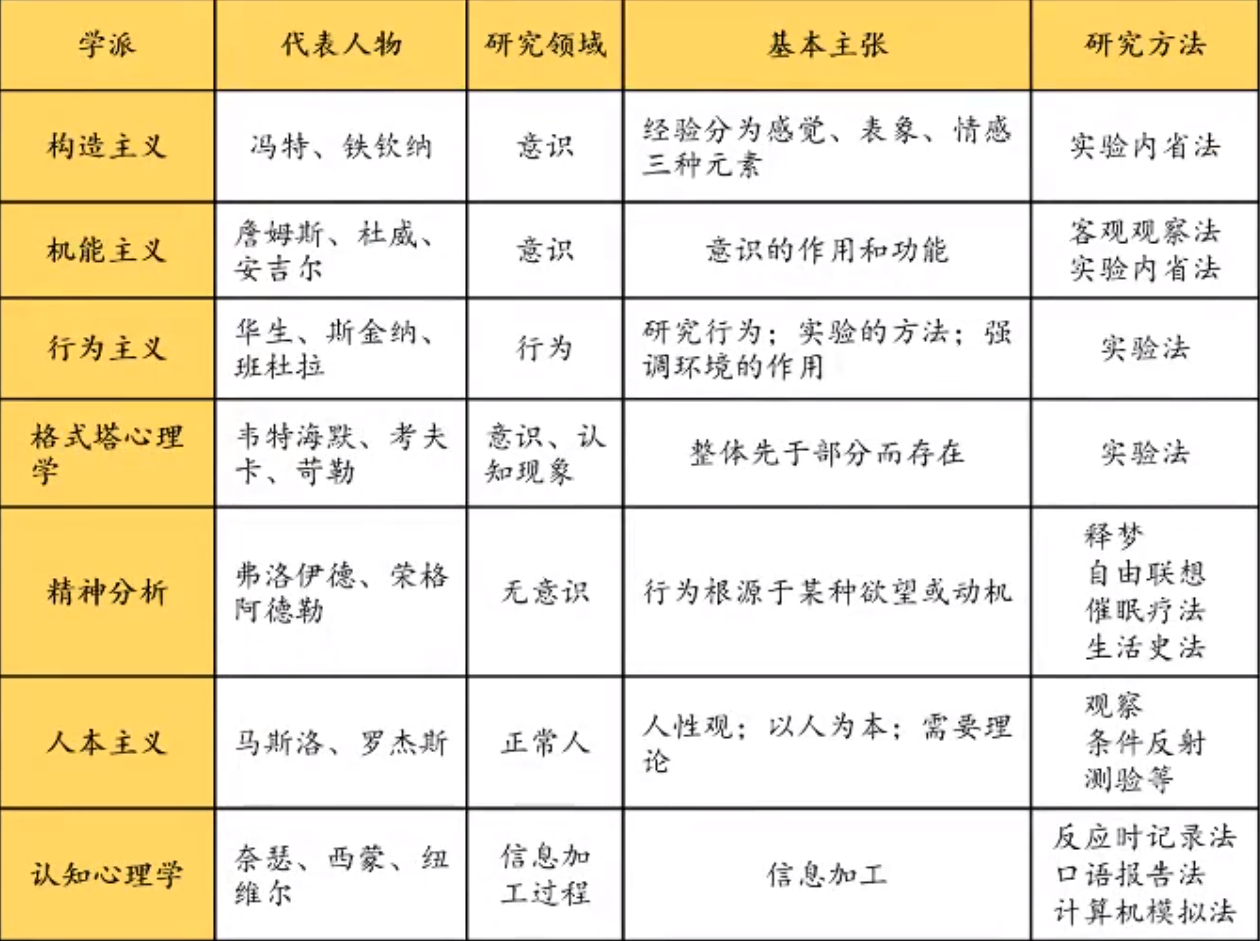 学派
代表人物
研究领域
基本主张
研究方法
构造主义
冯特、铁钦纳
意识
经验分为感觉、表象、情感
三种元素
实验内省法
机能主义
詹姆斯、杜威、
安吉尔
意识
意识的作用和功能
客观观察法
实验内省法
行为主义
华生、斯金纳、
班杜拉
行为
研究行为；实验的方法；强
调环境的作用
实验法
格式塔心理
学
韦特海默、考夫
卡、苛勒
意识、认
知现象
整体先于部分而存在
实验法
精神分析
弗洛伊德、荣格
阿德勒
无意识
行为根源于某种欲望或动机
释梦
自由联想
催眠疗法
生活史法
人本主义
马斯洛、罗杰斯
正常人
人性观；以人为本；需要理
论
观察
条件反射
测验等
认知心理学
奈瑟、西蒙、纽
维尔
信息加
工过程
信息加工
反应时记录法
口语报告法
计算机模拟法